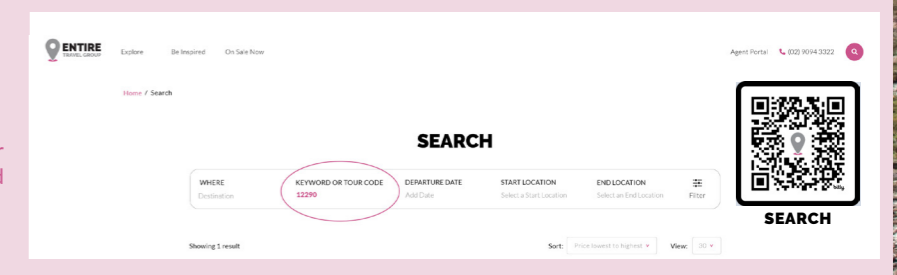 ENTIRE
TRAVEL GROUP
Explore Be Inspired On Sale Now
Agent Portal (02) 9094 3322
Home / Search
SEARCH
WHERE KEYWORD OR TOUR CODE DEPARTURE DATE START LOCATION END LOCATION
Destination 12290 Add Date Select a Start Location Select an End Location Filter
bitly
SEARCH
Showing 1 result Sort: Price lowest to highest View: 30